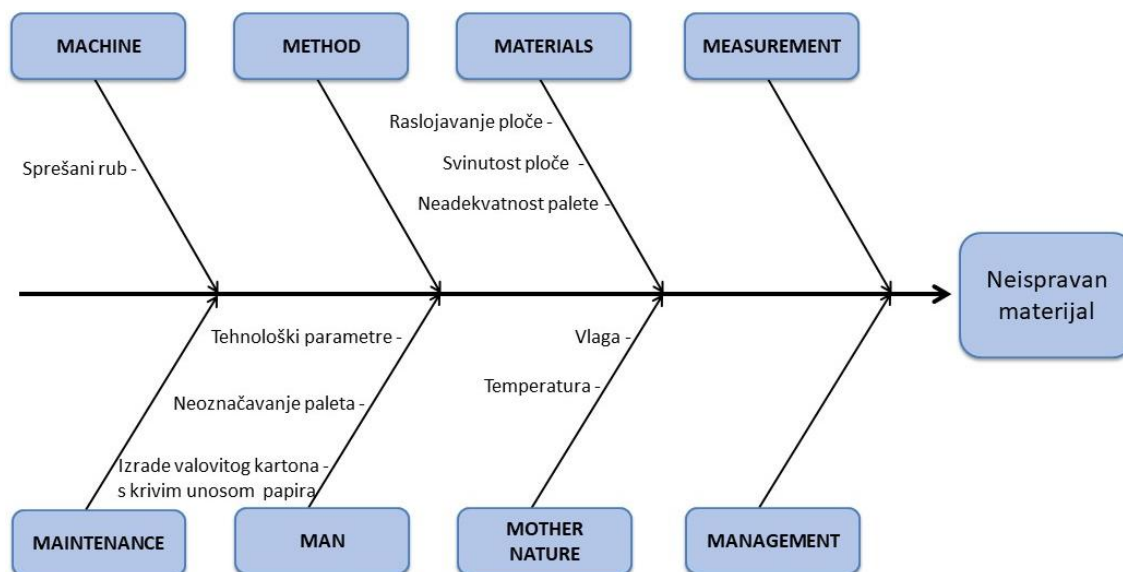 MACHINE
METHOD
MATERIALS
MEASUREMENT
Raslojavanje ploče -
Sprešani rub -
Svinutost ploče -
Neadekvatnost palete -
Neispravan
materijal
Tehnološki parametre -
Vlaga -
Temperatura -
Neoznačavanje paleta -
Izrade valovitog kartona -
s krivim unosom papira
MAINTENANCE
MAN
MOTHER
NATURE
MANAGEMENT